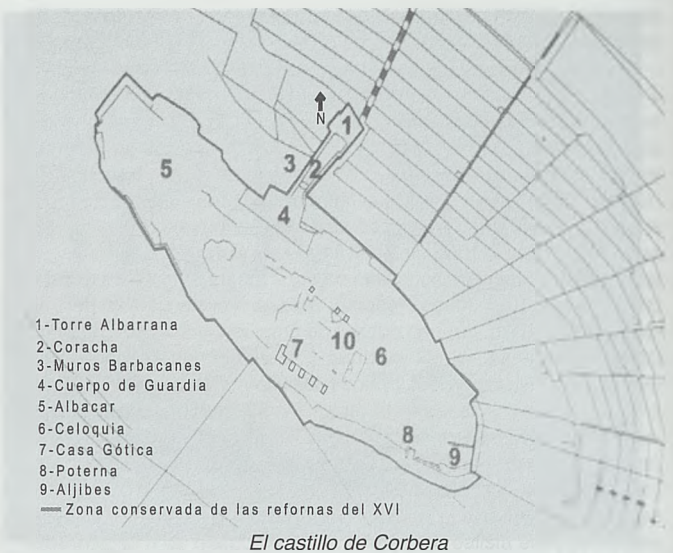 1
N
3
2
5
4
10
7
6
8
9
1-Torre Albarrana
2-Coracha
3-Muros Barbacanes
4-Cuerpo de Guardia
5-Albacar
6-Celoquia
7-Casa Gótica
8-Poterna
9-Aljibes
Zona conservada de las refornas del XVI
El castillo de Corbera